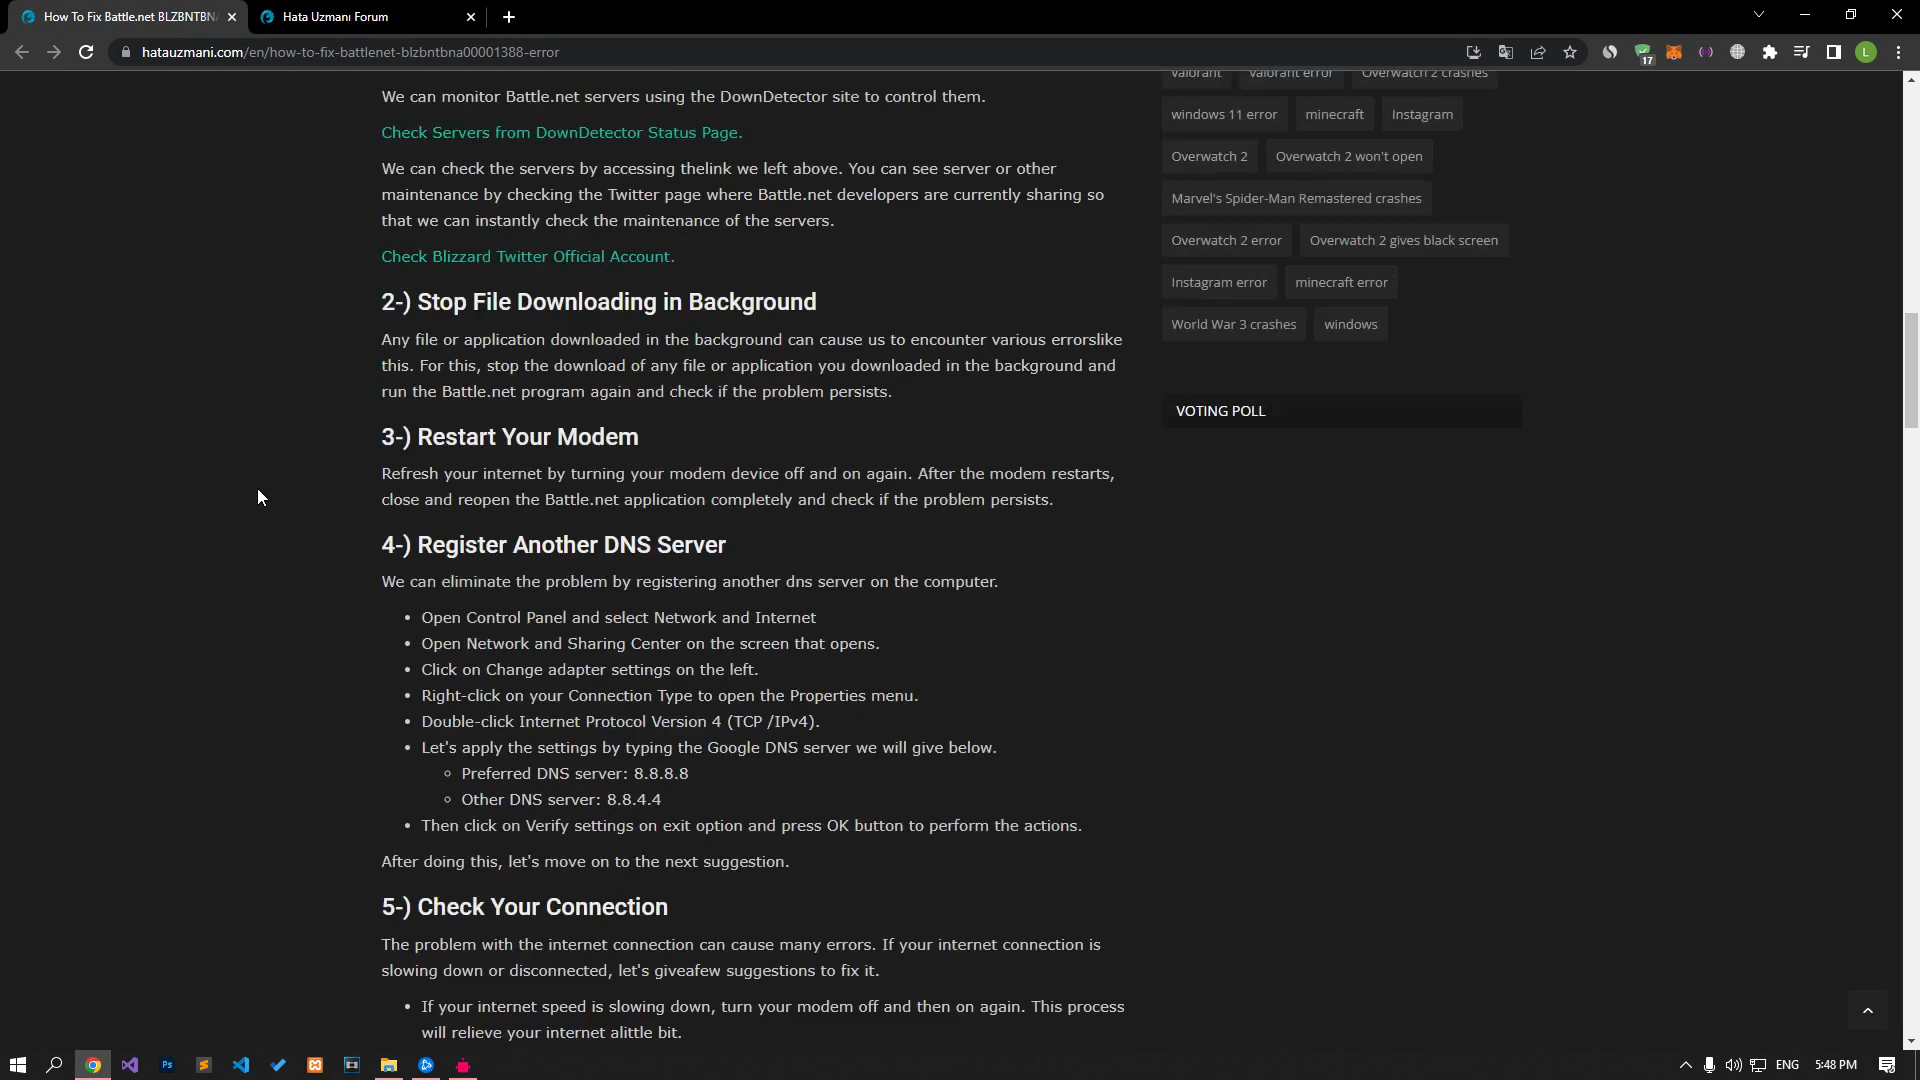 How To Fix Battle.net BLZBNTBN
Hata Uzmanı Forum
hatauzmani.com/en/how-to-fix-battlenet-blzbntbna00001388-error
17
L
We can monitor Battle.net servers using the DownDetector site to control them.
Check Servers from DownDetector Status Page.
We can check the servers by accessing thelink we left above. You can see server or other
maintenance by checking the Twitter page where Battle.net developers are currently sharing so
that we can instantly check the maintenance of the servers.
Check Blizzard Twitter Official Account.
2-) Stop File Downloading in Background
Any file or application downloaded in the background can cause us to encounter various errorslike
this. For this, stop the download of any file or application you downloaded in the background and
run the Battle.net program again and check if the problem persists.
3-) Restart Your Modem
Refresh your internet by turning your modem device off and on again. After the modem restarts,
close and reopen the Battle.net application completely and check if the problem persists.
4-) Register Another DNS Server
We can eliminate the problem by registering another dns server on the computer.
• Open Control Panel and select Network and Internet
• Open Network and Sharing Center on the screen that opens.
• Click on Change adapter settings on the left.
• Right-click on your Connection Type to open the Properties menu.
• Double-click Internet Protocol Version 4 (TCP /IPv4).
• Let's apply the settings by typing the Google DNS server we will give below.
◦ Preferred DNS server: 8.8.8.8
◦ Other DNS server: 8.8.4.4
• Then click on Verify settings on exit option and press OK button to perform the actions.
After doing this, let's move on to the next suggestion.
5-) Check Your Connection
The problem with the internet connection can cause many errors. If your internet connection is
slowing down or disconnected, let's giveafew suggestions to fix it.
• If your internet speed is slowing down, turn your modem off and then on again. This process
will relieve your internet alittle bit.
valorant valorant error Overwatch 2 crashes
windows 11 error minecraft Instagram
Overwatch 2 Overwatch 2 won't open
Marvel's Spider-Man Remastered crashes
Overwatch 2 error Overwatch 2 gives black screen
Instagram error minecraft error
World War 3 crashes windows
VOTING POLL
Ps
ENG
5:48 PM